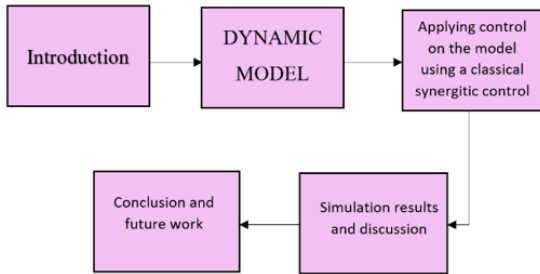 Introduction
DYNAMIC
MODEL
Applying control
on the model
using a classical
synergitic control
Simulation results
and discussion
Conclusion and
future work